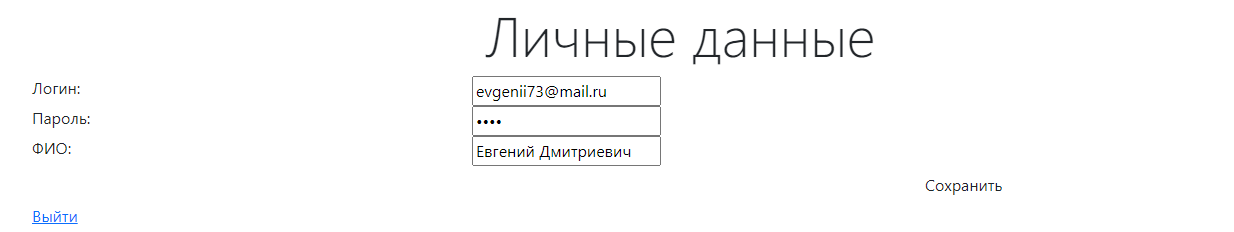 Личные данные
Логин: evgenii73@mail.ru
Пароль: ••••
ФИО: Евгений Дмитриевич
Сохранить
Выйти